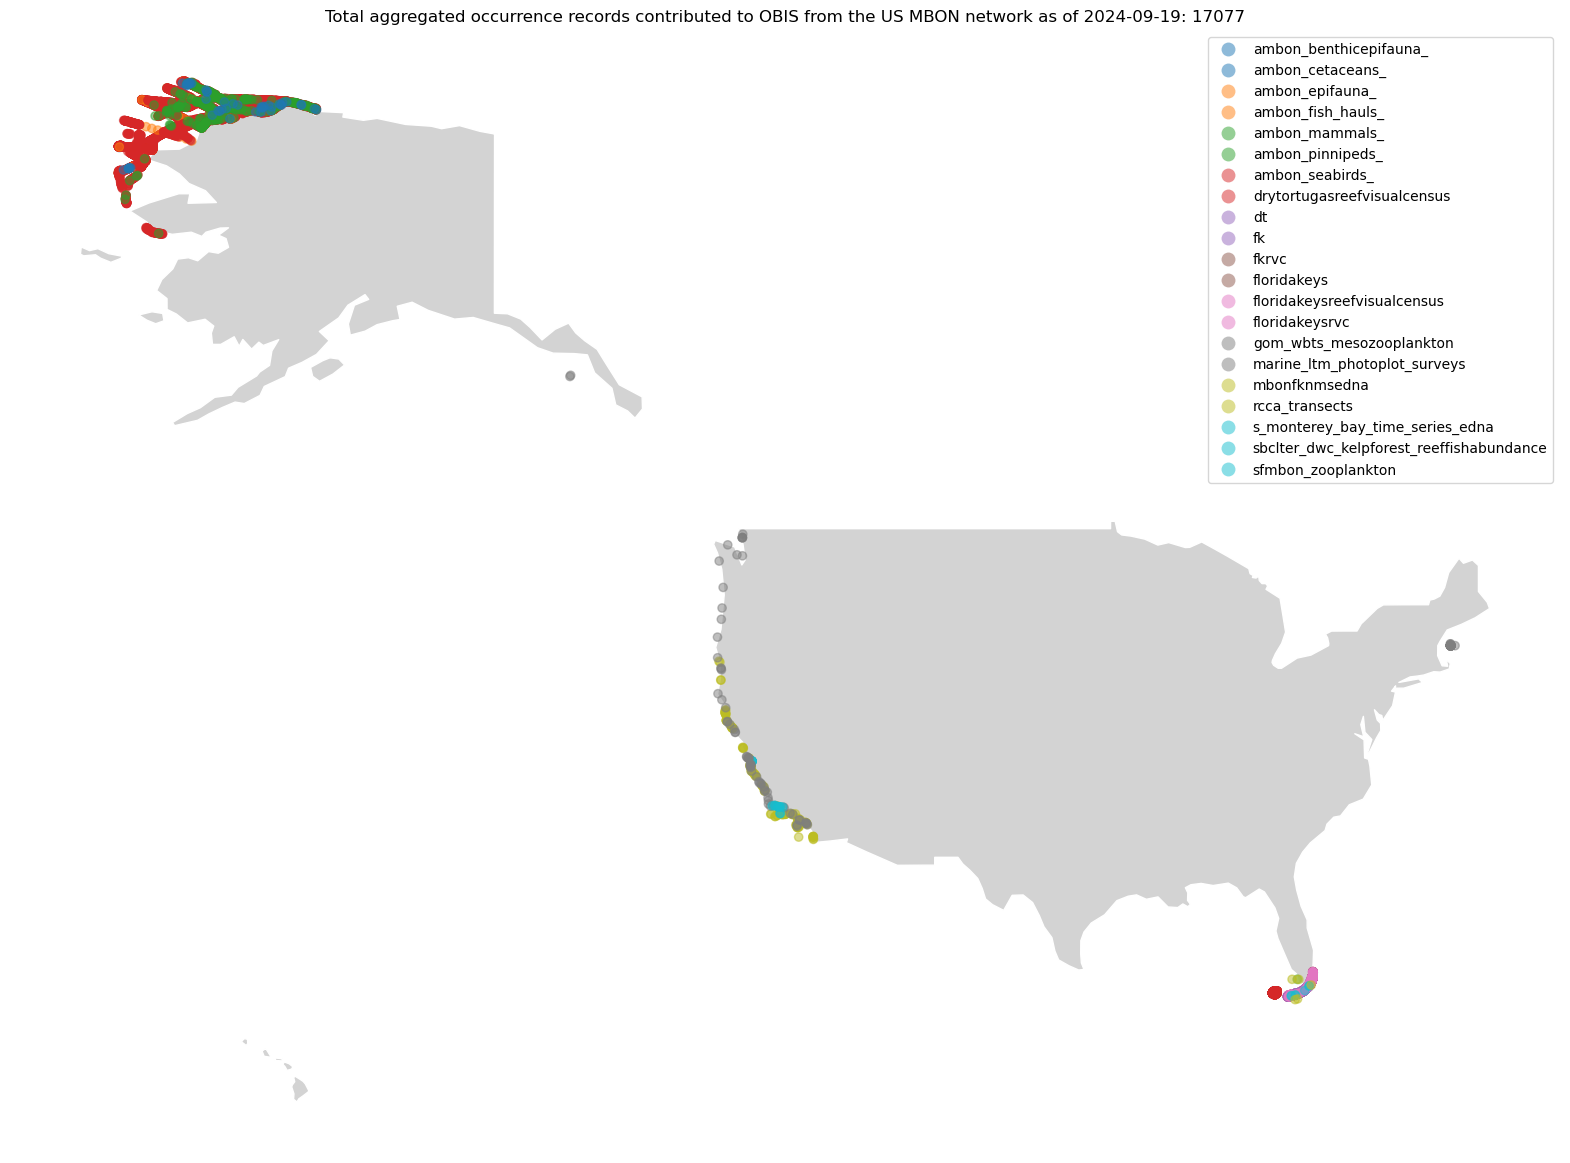 Total aggregated occurrence records contributed to OBIS from the US MBON network as of 2024-09-19: 17077
ambon_benthicepifauna_
ambon_cetaceans_
ambon_epifauna_
ambon_fish_hauls_
ambon_mammals_
ambon_pinnipeds_
ambon_seabirds_
drytortugasreefvisualcensus
dt
fk
fkrvc
floridakeys
floridakeysreefvisualcensus
floridakeysrvc
gom_wbts_mesozooplankton
marine_ltm_photoplot_surveys
mbonfknmsedna
rcca_transects
s_monterey_bay_time_series_edna
sbclter_dwc_kelpforest_reeffishabundance
sfmbon_zooplankton